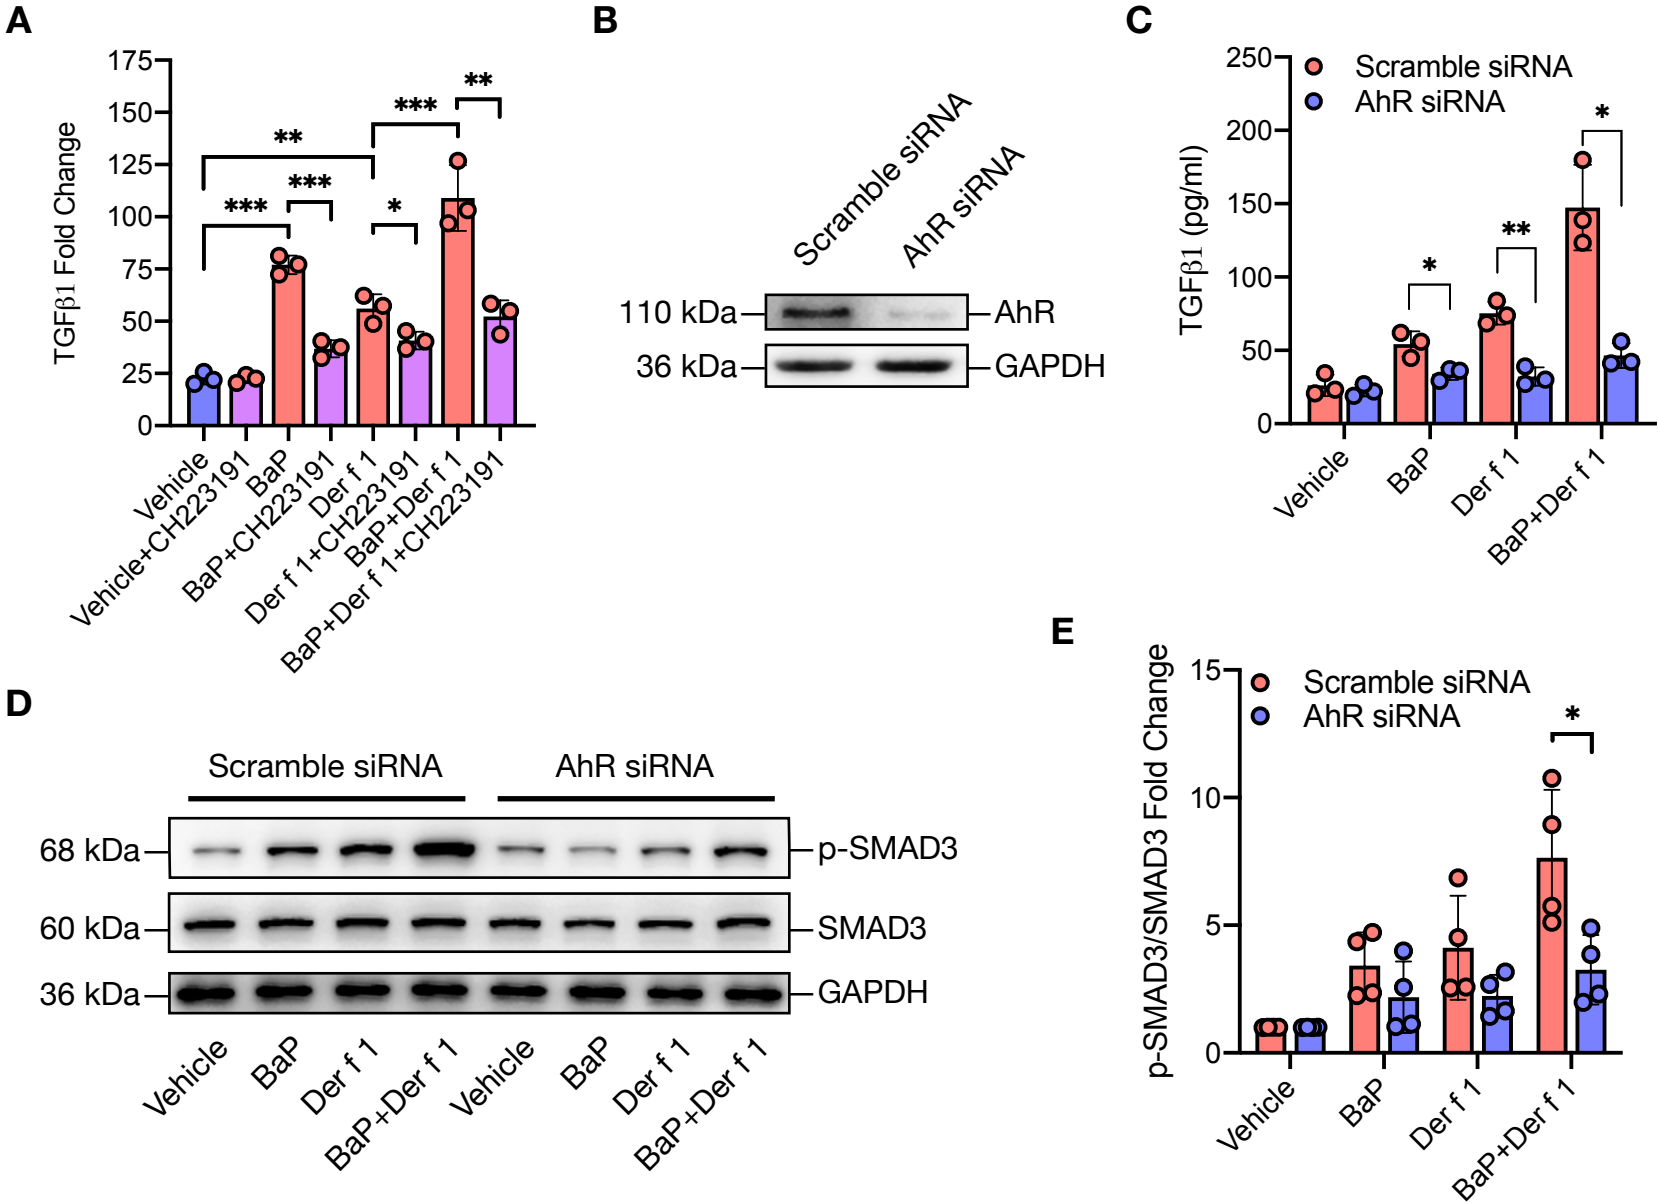 A
TGFβ1 Fold Change
175
150
125
100
75
50
25
0
**
***
***
***
*
**
Vehicle
Vehicle+CH223191
BaP
BaP+CH223191
Der f 1
Der f 1+CH223191
BaP+Der f 1
BaP+Der f 1+CH223191
B
Scramble siRNA
AhR siRNA
110 kDa
AhR
36 kDa
GAPDH
C
TGFβ1 (pg/ml)
250
200
150
100
50
0
Scramble siRNA
AhR siRNA
*
**
*
Vehicle
BaP
Der f 1
BaP+Der f 1
D
Scramble siRNA
AhR siRNA
68 kDa
p-SMAD3
60 kDa
SMAD3
36 kDa
GAPDH
Vehicle
BaP
Der f 1
BaP+Der f 1
Vehicle
BaP
Der f 1
BaP+Der f 1
E
p-SMAD3/SMAD3 Fold Change
15
10
5
0
Scramble siRNA
AhR siRNA
*
Vehicle
BaP
Der f 1
BaP+Der f 1